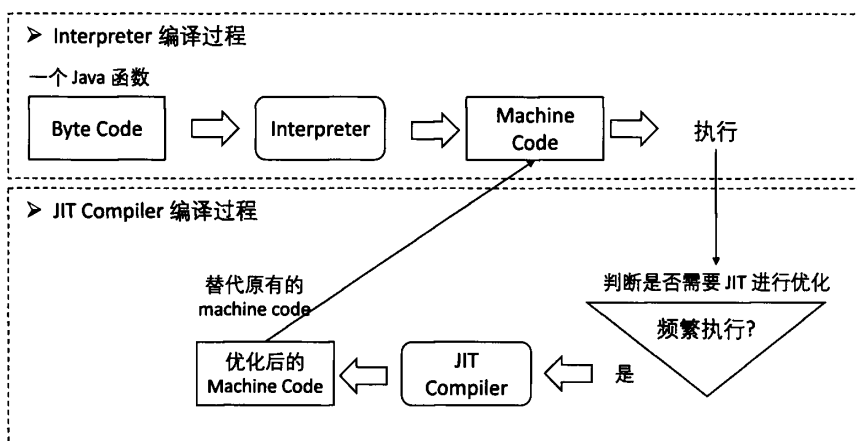 ➢ Interpreter 编译过程
一个 Java 函数
Byte Code
Interpreter
Machine
Code
执行
➢ JIT Compiler 编译过程
替代原有的
machine code
判断是否需要 JIT 进行优化
频繁执行?
是
JIT
Compiler
优化后的
Machine Code